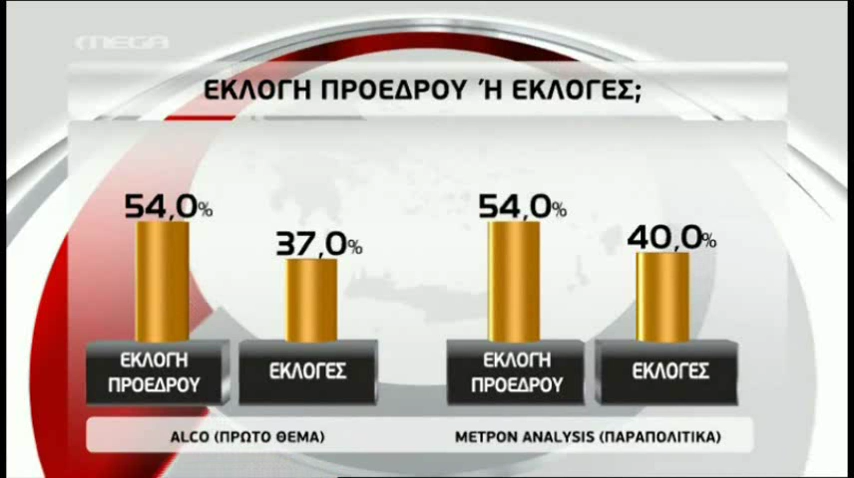 MEGA
ΕΚΛΟΓΗ ΠΡΟΕΔΡΟΥ Ή ΕΚΛΟΓΕΣ;
54,0%
37,0%
54,0%
40,0%
ΕΚΛΟΓΗ
ΠΡΟΕΔΡΟΥ
ΕΚΛΟΓΕΣ
ΕΚΛΟΓΗ
ΠΡΟΕΔΡΟΥ
ΕΚΛΟΓΕΣ
ALCO (ΠΡΩΤΟ ΘΕΜΑ)
METRON ANALYSIS (ΠΑΡΑΠΟΛΙΤΙΚΑ)